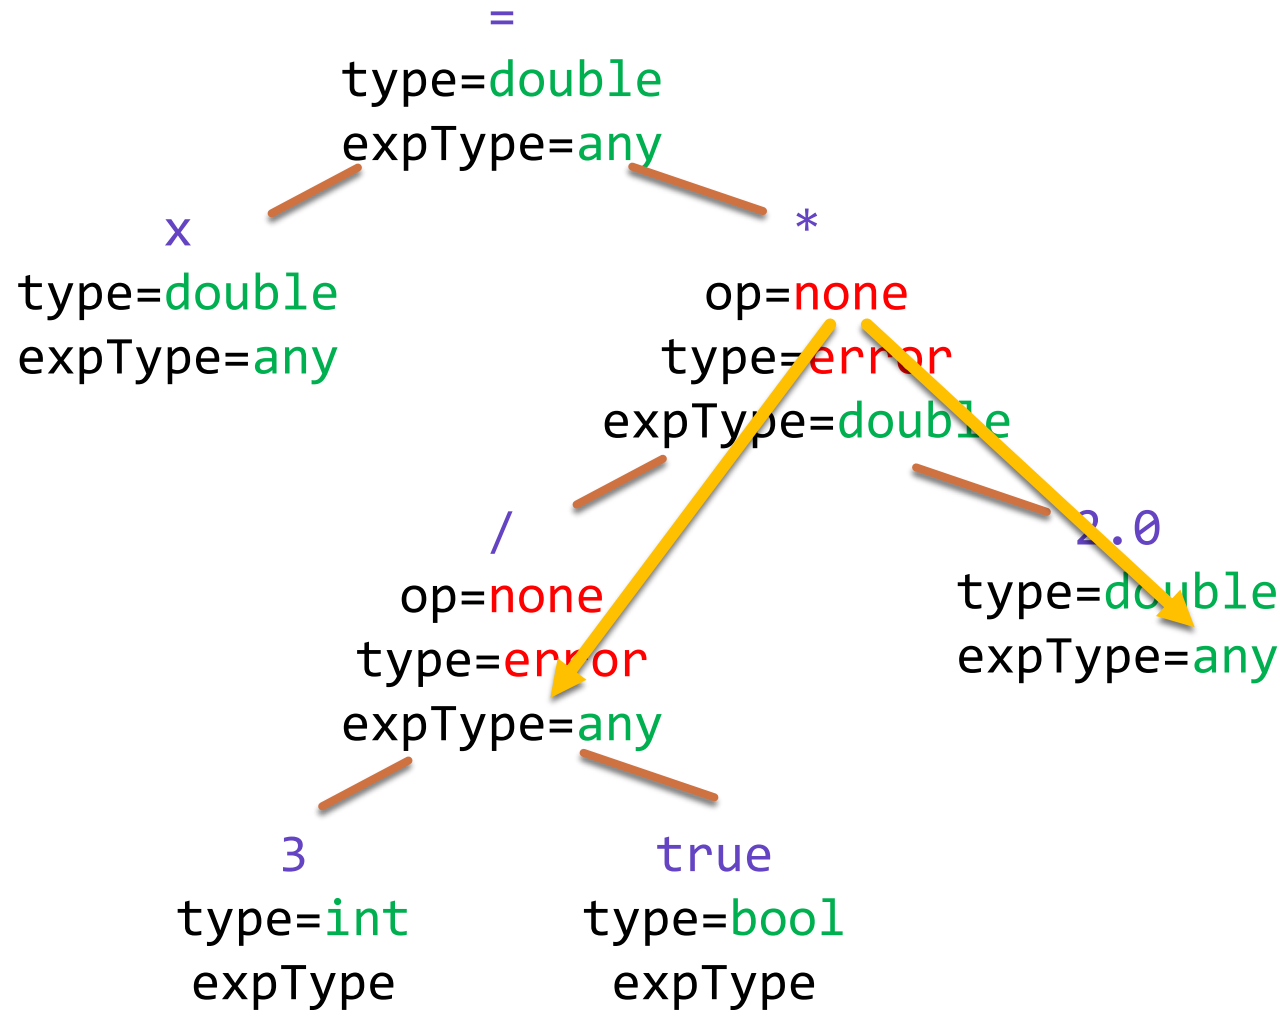 =
type=double
expType=any
x
type=double
expType=any
*
op=none
type=error
expType=double
/
op=none
type=error
expType=any
2.0
type=double
expType=any
3
type=int
expType
true
type=bool
expType